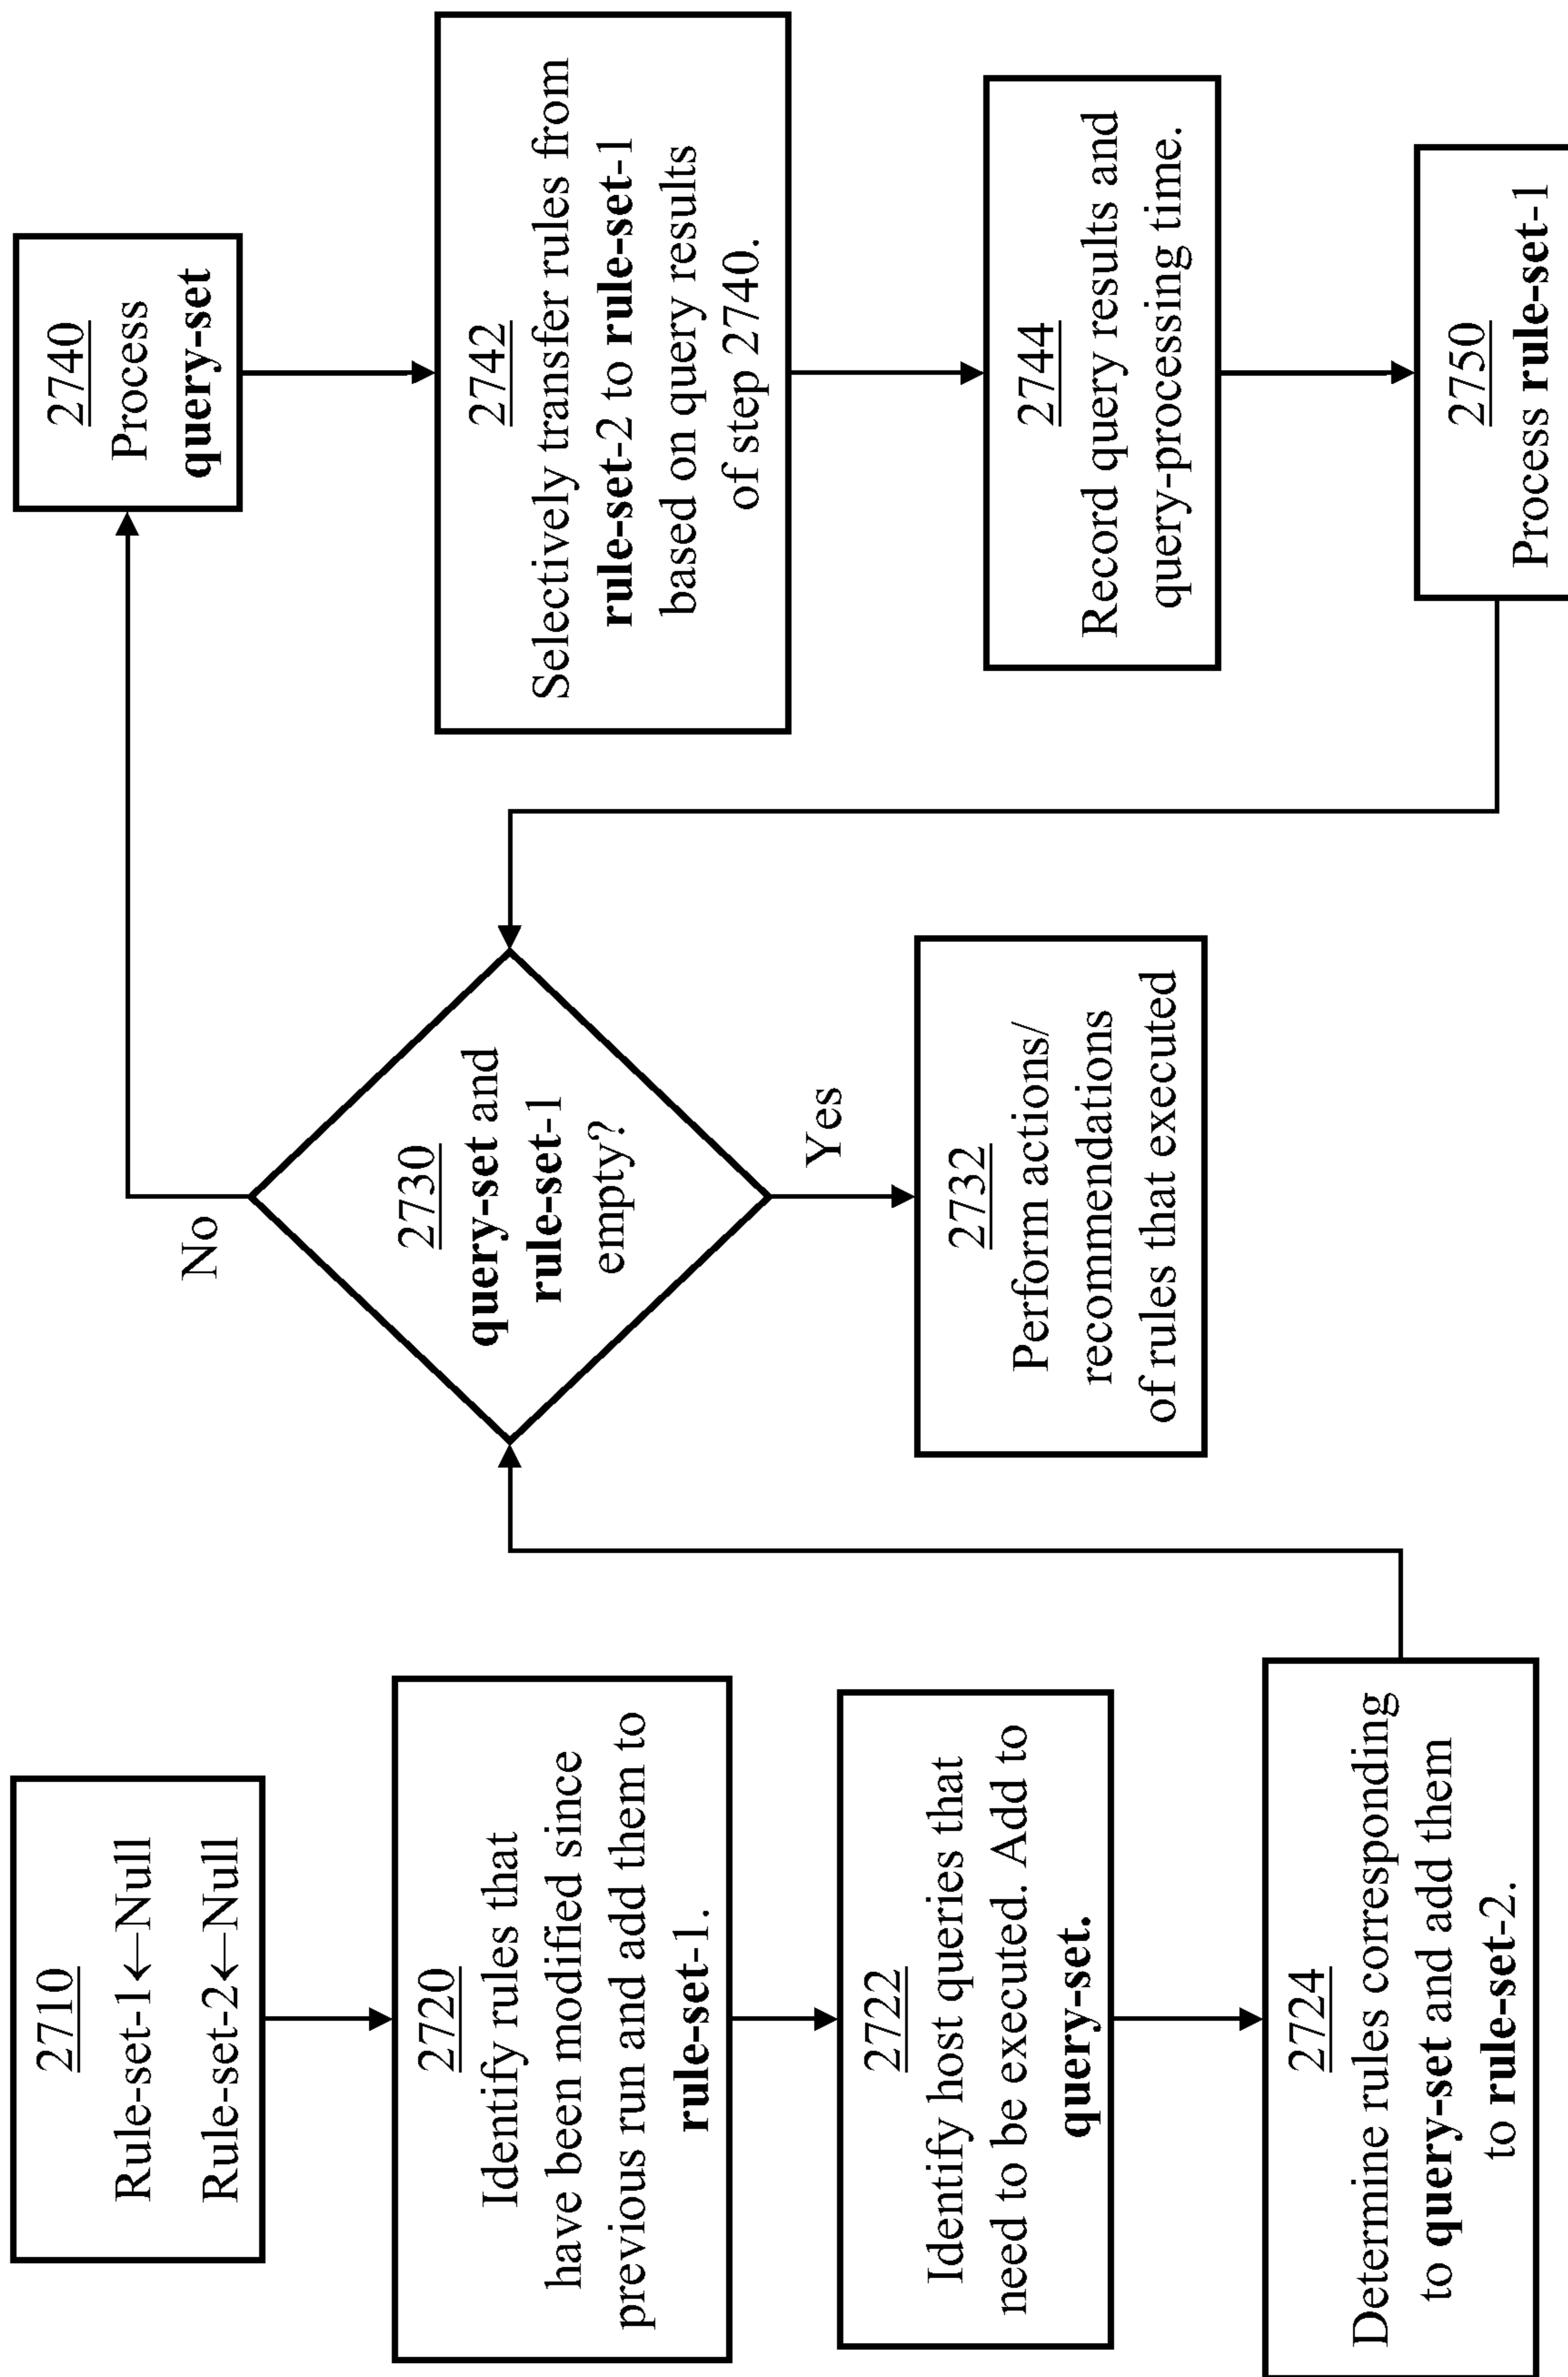 2710
Rule-set-1←Null
Rule-set-2←Null
2720
Identify rules that
have been modified since
previous run and add them to
rule-set-1.
2722
Identify host queries that
need to be executed. Add to
query-set.
2724
Determine rules corresponding
to query-set and add them
to rule-set-2.
No
2730
query-set and
rule-set-1
empty?
Yes
2732
Perform actions/
recommendations
of rules that executed
2740
Process
query-set
2742
Selectively transfer rules from
rule-set-2 to rule-set-1
based on query results
of step 2740.
2744
Record query results and
query-processing time.
2750
Process rule-set-1